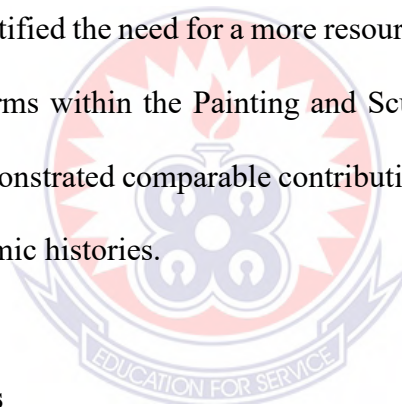 tified the need for a more resour
rms within the Painting and Scu
onstrated comparable contributi
mic histories.
EDUCATION FOR SERVICE
s